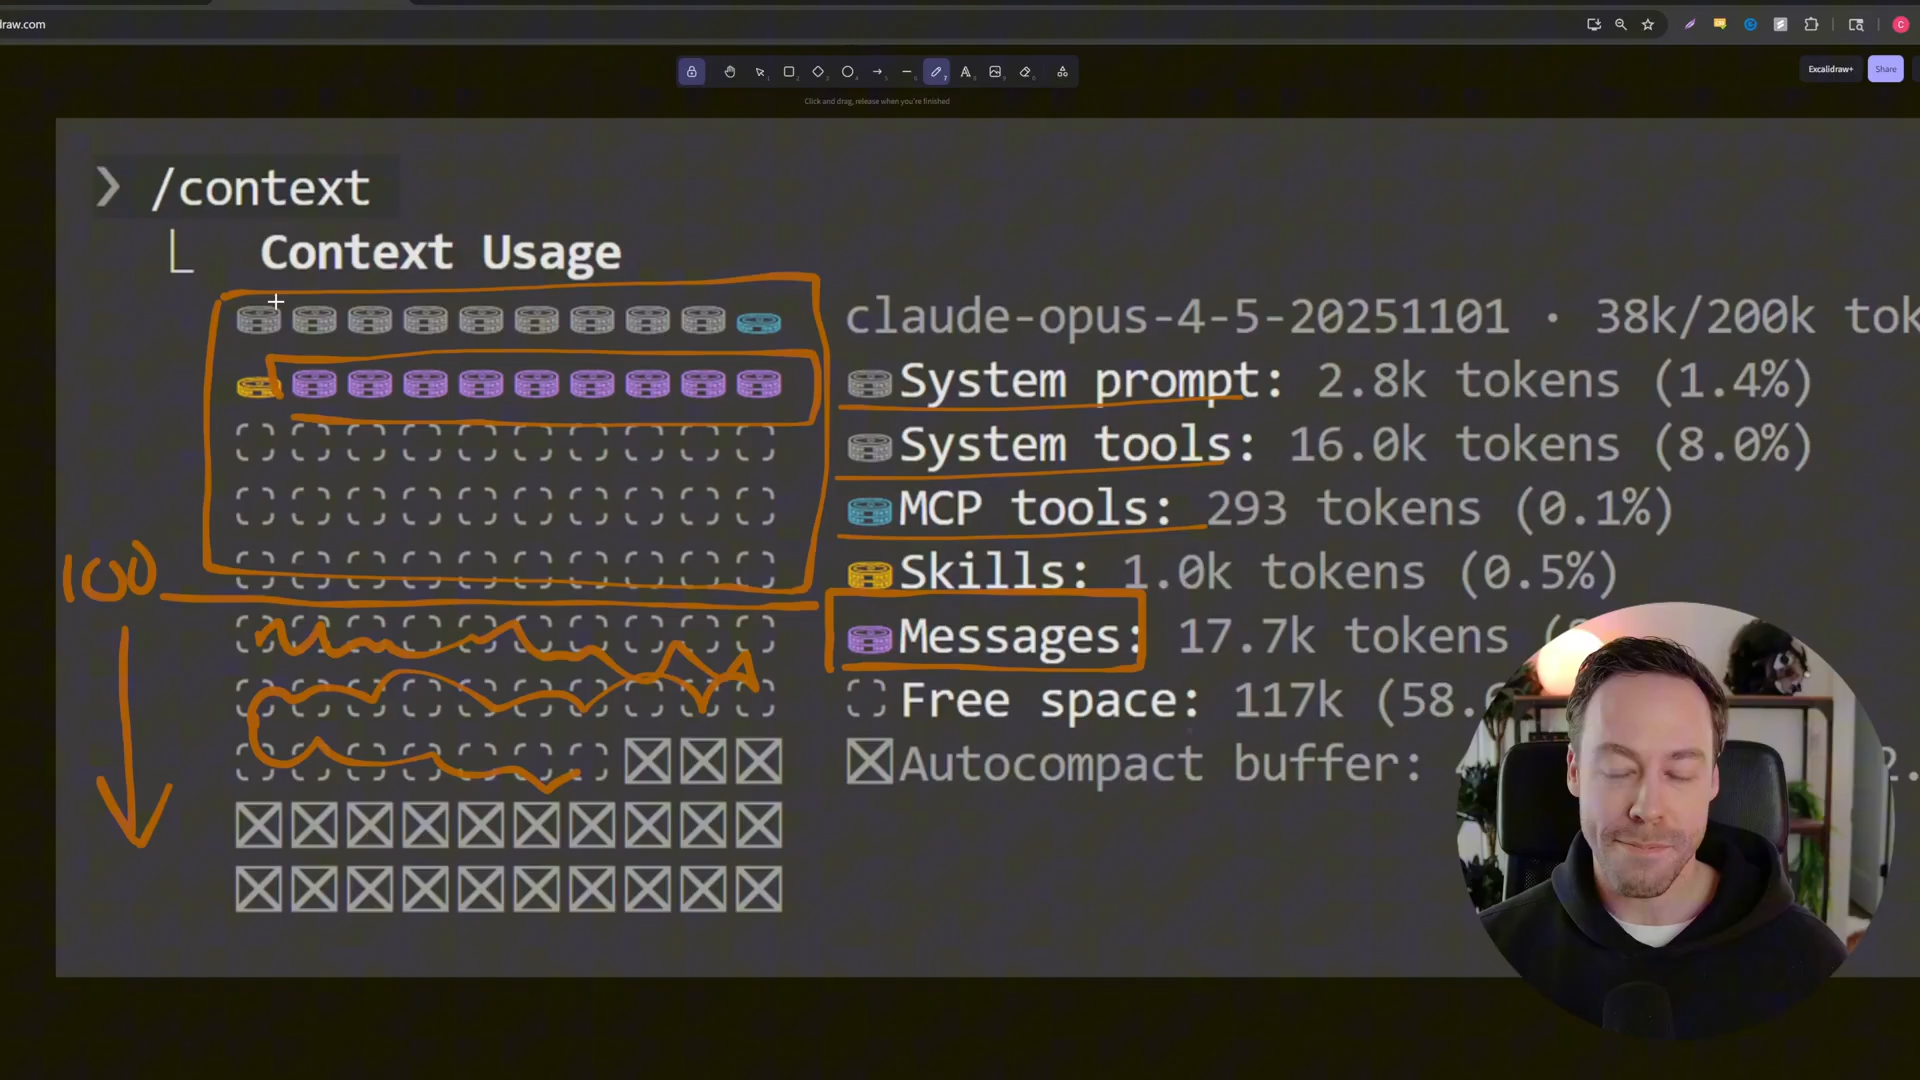 draw.com
Excalidraw+
Share
Click and drag, release when you're finished
❯ /context
Context Usage
claude-opus-4-5-20251101 · 38k/200k tok
System prompt: 2.8k tokens (1.4%)
System tools: 16.0k tokens (8.0%)
MCP tools: 293 tokens (0.1%)
Skills: 1.0k tokens (0.5%)
100
Messages: 17.7k tokens
Free space: 117k (58.
Autocompact buffer: